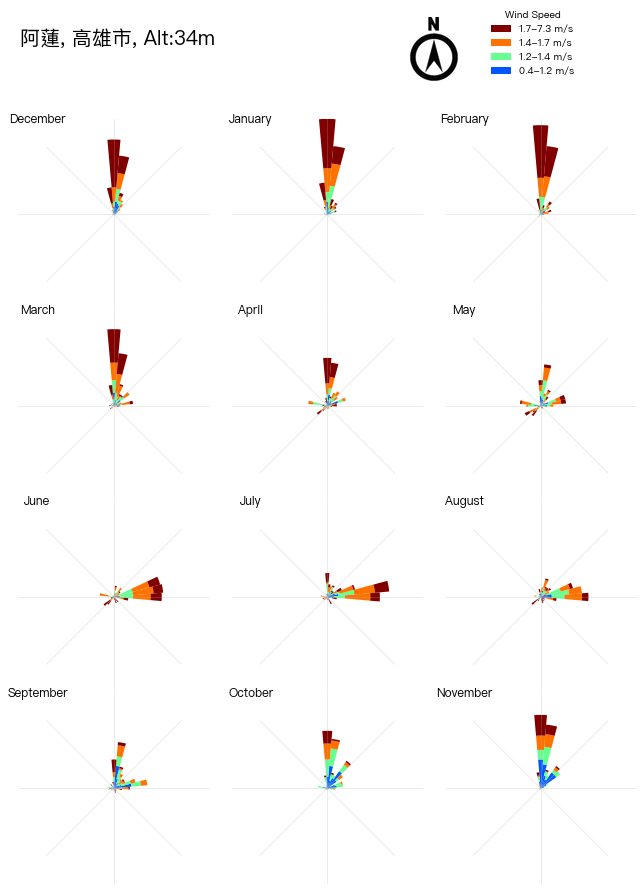 阿蓮, 高雄市, Alt:34m
N
Wind Speed
1.7–7.3 m/s
1.4–1.7 m/s
1.2–1.4 m/s
0.4–1.2 m/s
December
January
February
March
April
May
June
July
August
September
October
November